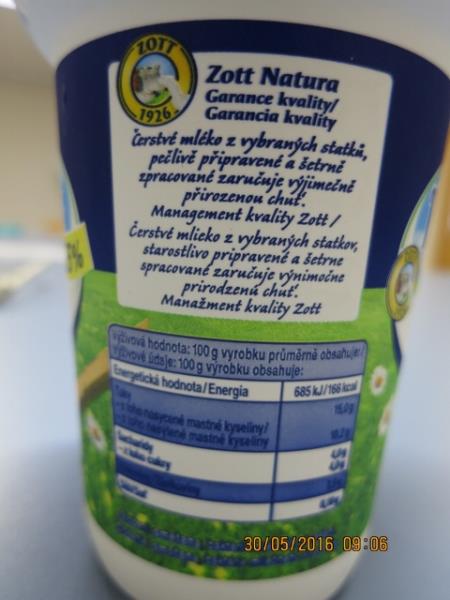 ZOTT
1926
Zott Natura
Garance kvality/
Garancia kvality
Čerstvé mléko z vybraných statků,
pečlivě připravené a šetrně
zpracované zaručuje výjimečně
přirozenou chuť.
Management kvality Zott /
Čerstvé mlieko z vybraných statkov,
starostlivo pripravené a šetrne
spracované zaručuje výnimočne
prirodzenú chuť.
Manažment kvality Zott
%
Výživová hodnota: 100 g výrobku průměrně obsahuje/
Výživové údaje: 100 g výrobku obsahuje:
Energetická hodnota/Energia 685 kJ/166 kcal
Tuky 15,0 g
- z toho nasycené mastné kyseliny/
- z toho nasýtené mastné kyseliny 10,2 g
Sacharidy 4,0 g
- z toho cukry 4,0 g
30/05/2016 09:06